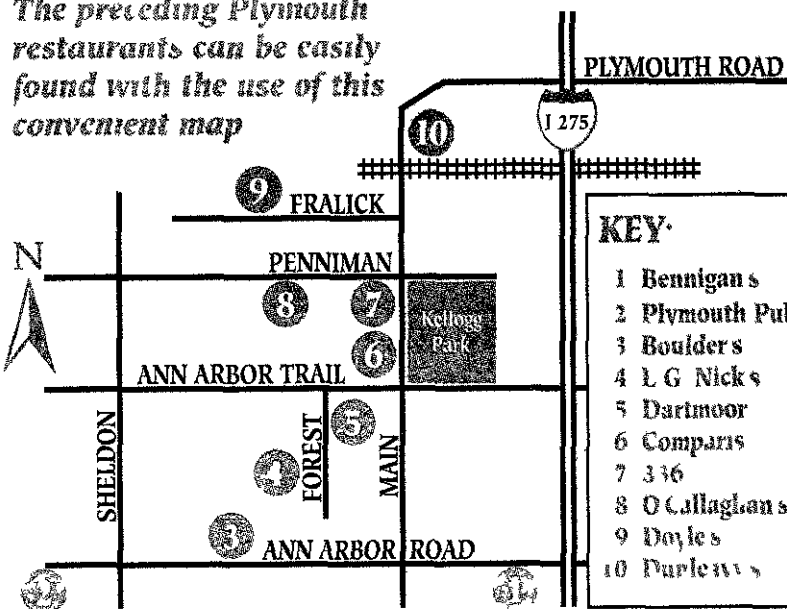 The preceding Plymouth
restaurants can be easily
found with the use of this
convenient map
PLYMOUTH ROAD
I 275
10
9
FRALICK
N
PENNIMAN
8
7
6
Kellogg
Park
ANN ARBOR TRAIL
SHELDON
FOREST
MAIN
5
4
3
ANN ARBOR ROAD
KEY
1 Bennigan s
2 Plymouth Pub
3 Boulder s
4 L G Nick s
5 Dartmoor
6 Comparis
7 336
8 O Callaghan s
9 Doyle s
10